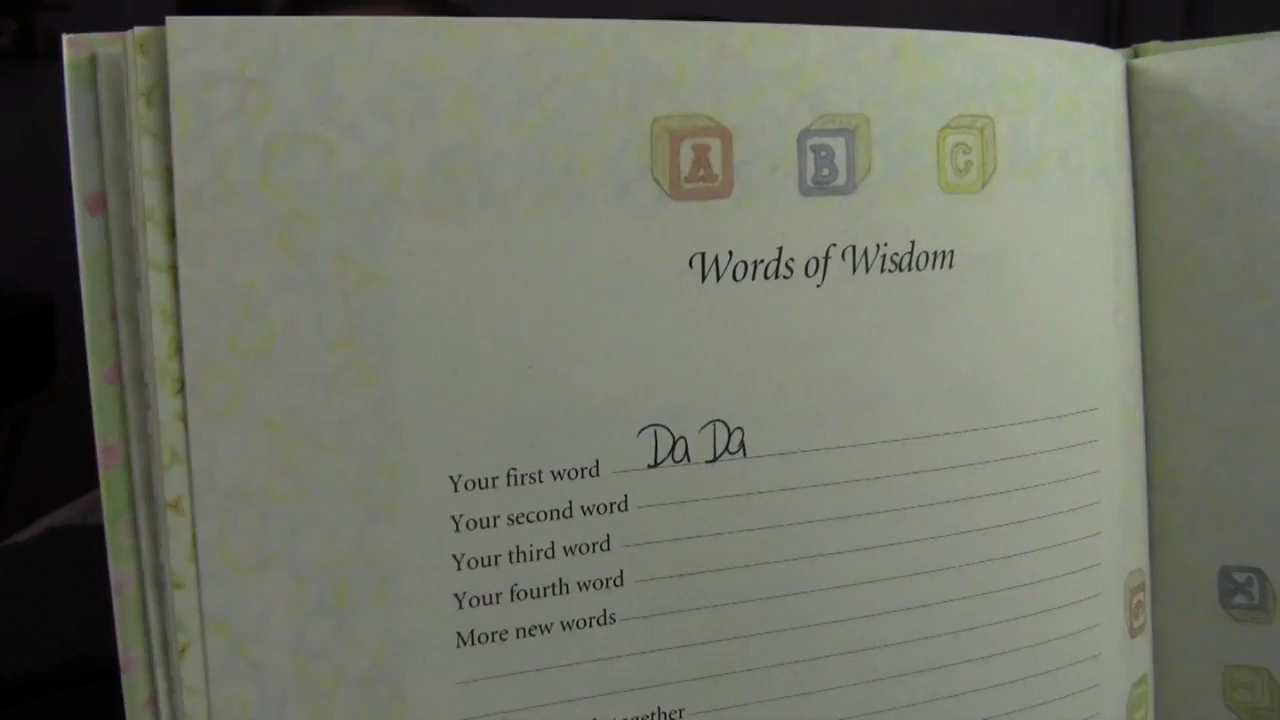 A B C
Words of Wisdom
Your first word Da Da
Your second word
Your third word
Your fourth word
More new words
together
X